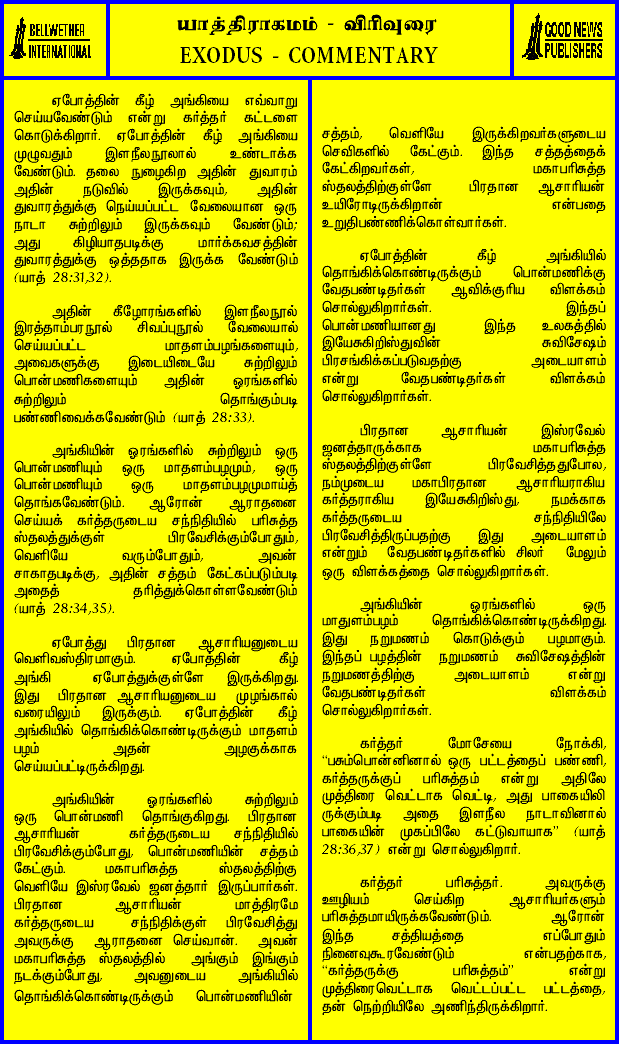 BELLWETHER
INTERNATIONAL
யாத்திராகமம் - விரிவுரை
EXODUS - COMMENTARY
GOOD NEWS
PUBLISHERS
ஏபோத்தின் கீழ் அங்கியை எவ்வாறு
செய்யவேண்டும் என்று கர்த்தர் கட்டளை
கொடுக்கிறார். ஏபோத்தின் கீழ் அங்கியை
முழுவதும் இளநீலநூலால் உண்டாக்க
வேண்டும். தலை நுழைகிற அதின் துவாரம்
அதின் நடுவில் இருக்கவும், அதின்
துவாரத்துக்கு நெய்யப்பட்ட வேலையான ஒரு
நாடா சுற்றிலும் இருக்கவும் வேண்டும்;
அது கிழியாதபடிக்கு மார்க்கவசத்தின்
துவாரத்துக்கு ஒத்ததாக இருக்க வேண்டும்
(யாத் 28:31,32).
அதின் கீழோரங்களில் இளநீலநூல்
இரத்தாம்பரநூல் சிவப்புநூல் வேலையால்
செய்யப்பட்ட மாதளம்பழங்களையும்,
அவைகளுக்கு இடையிடையே சுற்றிலும்
பொன்மணிகளையும் அதின் ஓரங்களில்
சுற்றிலும் தொங்கும்படி
பண்ணிவைக்கவேண்டும் (யாத் 28:33).
அங்கியின் ஓரங்களில் சுற்றிலும் ஒரு
பொன்மணியும் ஒரு மாதளம்பழமும், ஒரு
பொன்மணியும் ஒரு மாதளம்பழமுமாய்த்
தொங்கவேண்டும். ஆரோன் ஆராதனை
செய்யக் கர்த்தருடைய சந்நிதியில் பரிசுத்த
ஸ்தலத்துக்குள் பிரவேசிக்கும்போதும்,
வெளியே வரும்போதும், அவன்
சாகாதபடிக்கு, அதின் சத்தம் கேட்கப்படும்படி
அதைத் தரித்துக்கொள்ளவேண்டும்
(யாத் 28:34,35).
ஏபோத்து பிரதான ஆசாரியனுடைய
வெளிவஸ்திரமாகும். ஏபோத்தின் கீழ்
அங்கி ஏபோத்துக்குள்ளே இருக்கிறது.
இது பிரதான ஆசாரியனுடைய முழங்கால்
வரையிலும் இருக்கும். ஏபோத்தின் கீழ்
அங்கியில் தொங்கிக்கொண்டிருக்கும் மாதளம்
பழம் அதன் அழகுக்காக
செய்யப்பட்டிருக்கிறது.
அங்கியின் ஓரங்களில் சுற்றிலும்
ஒரு பொன்மணி தொங்குகிறது. பிரதான
ஆசாரியன் கர்த்தருடைய சந்நிதியில்
பிரவேசிக்கும்போது, பொன்மணியின் சத்தம்
கேட்கும். மகாபரிசுத்த ஸ்தலத்திற்கு
வெளியே இஸ்ரவேல் ஜனத்தார் இருப்பார்கள்.
பிரதான ஆசாரியன் மாத்திரமே
கர்த்தருடைய சந்நிதிக்குள் பிரவேசித்து
அவருக்கு ஆராதனை செய்வான். அவன்
மகாபரிசுத்த ஸ்தலத்தில் அங்கும் இங்கும்
நடக்கும்போது, அவனுடைய அங்கியில்
தொங்கிக்கொண்டிருக்கும் பொன்மணியின்
சத்தம், வெளியே இருக்கிறவர்களுடைய
செவிகளில் கேட்கும். இந்த சத்தத்தைக்
கேட்கிறவர்கள், மகாபரிசுத்த
ஸ்தலத்திற்குள்ளே பிரதான ஆசாரியன்
உயிரோடிருக்கிறான் என்பதை
உறுதிபண்ணிக்கொள்வார்கள்.
ஏபோத்தின் கீழ் அங்கியில்
தொங்கிக்கொண்டிருக்கும் பொன்மணிக்கு
வேதபண்டிதர்கள் ஆவிக்குரிய விளக்கம்
சொல்லுகிறார்கள். இந்தப்
பொன்மணியானது இந்த உலகத்தில்
இயேசுகிறிஸ்துவின் சுவிசேஷம்
பிரசங்கிக்கப்படுவதற்கு அடையாளம்
என்று வேதபண்டிதர்கள் விளக்கம்
சொல்லுகிறார்கள்.
பிரதான ஆசாரியன் இஸ்ரவேல்
ஜனத்தாருக்காக மகாபரிசுத்த
ஸ்தலத்திற்குள்ளே பிரவேசித்ததுபோல,
நம்முடைய மகாபிரதான ஆசாரியராகிய
கர்த்தராகிய இயேசுகிறிஸ்து, நமக்காக
கர்த்தருடைய சந்நிதியிலே
பிரவேசித்திருப்பதற்கு இது அடையாளம்
என்றும் வேதபண்டிதர்களில் சிலர் மேலும்
ஒரு விளக்கத்தை சொல்லுகிறார்கள்.
அங்கியின் ஓரங்களில் ஒரு
மாதுளம்பழம் தொங்கிக்கொண்டிருக்கிறது.
இது நறுமணம் கொடுக்கும் பழமாகும்.
இந்தப் பழத்தின் நறுமணம் சுவிசேஷத்தின்
நறுமணத்திற்கு அடையாளம் என்று
வேதபண்டிதர்கள் விளக்கம்
சொல்லுகிறார்கள்.
கர்த்தர் மோசேயை நோக்கி,
"பசும்பொன்னினால் ஒரு பட்டத்தைப் பண்ணி,
கர்த்தருக்குப் பரிசுத்தம் என்று அதிலே
முத்திரை வெட்டாக வெட்டி, அது பாகையிலி
ருக்கும்படி அதை இளநீல நாடாவினால்
பாகையின் முகப்பிலே கட்டுவாயாக" (யாத்
28:36,37) என்று சொல்லுகிறார்.
கர்த்தர் பரிசுத்தர். அவருக்கு
ஊழியம் செய்கிற ஆசாரியர்களும்
பரிசுத்தமாயிருக்கவேண்டும். ஆரோன்
இந்த சத்தியத்தை எப்போதும்
நினைவுகூரவேண்டும் என்பதற்காக,
"கர்த்தருக்கு பரிசுத்தம்" என்று
முத்திரைவெட்டாக வெட்டப்பட்ட பட்டத்தை,
தன் நெற்றியிலே அணிந்திருக்கிறார்.